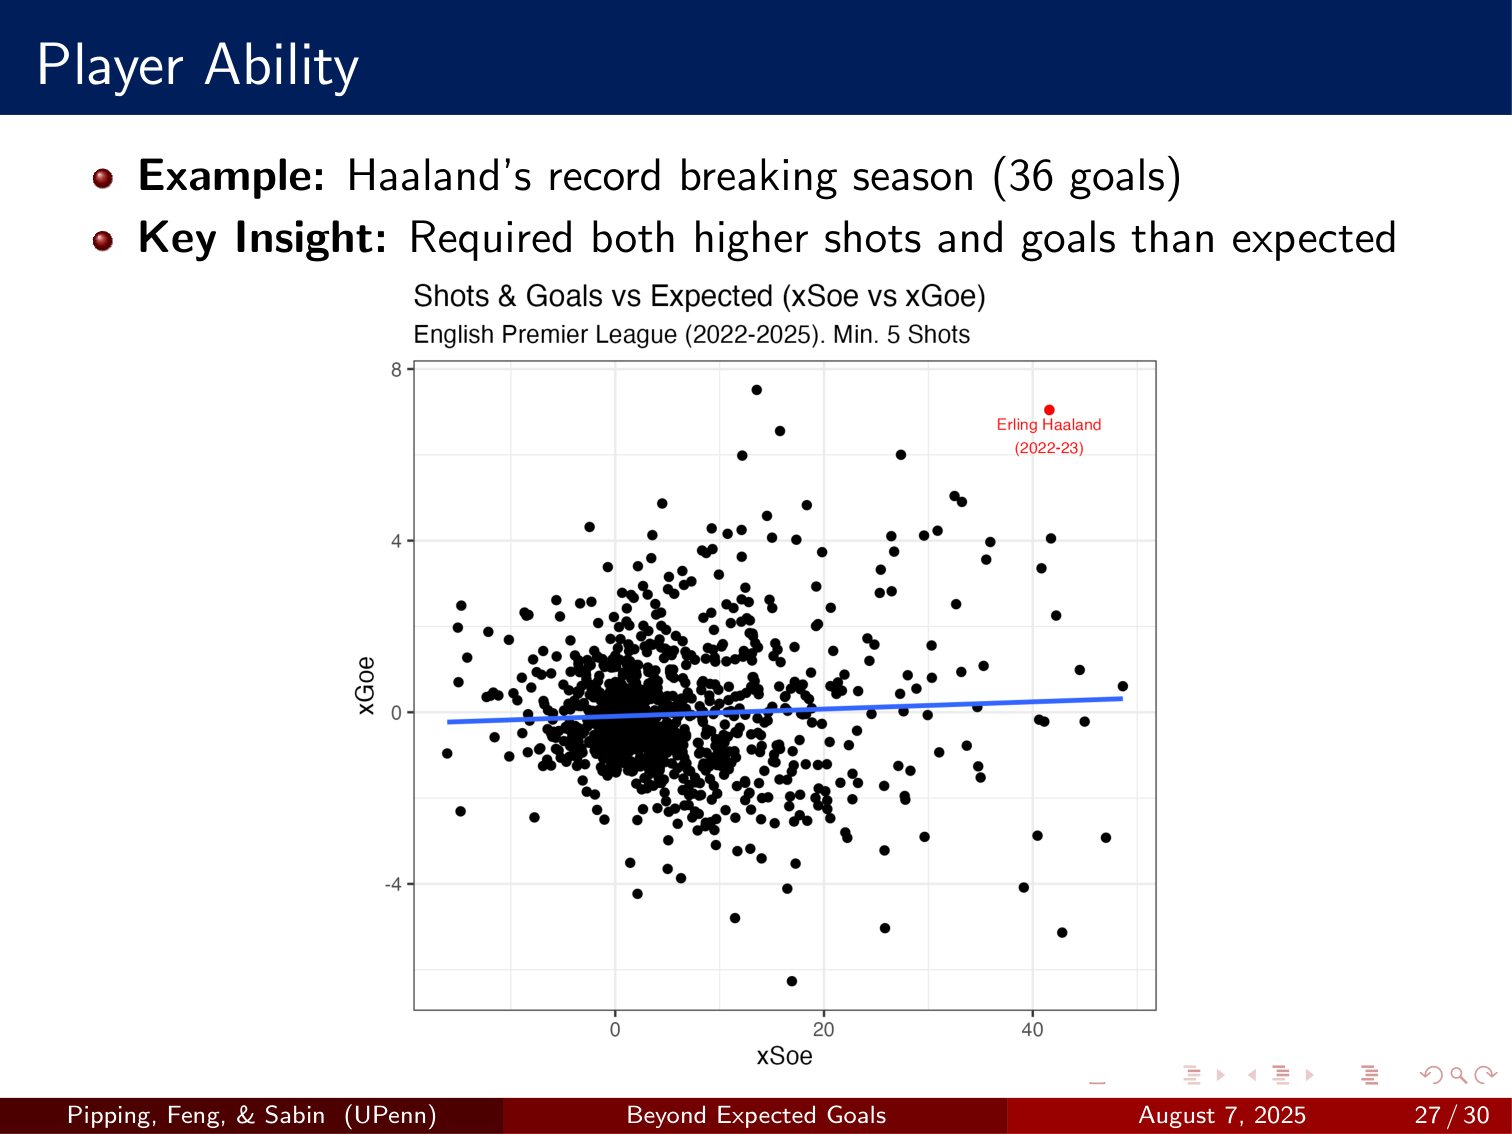 Player Ability
Example: Haaland's record breaking season (36 goals)
Key Insight: Required both higher shots and goals than expected
Shots & Goals vs Expected (xSoe vs xGoe)
English Premier League (2022-2025). Min. 5 Shots
8
4
0
-4
xGoe
Erling Haaland
(2022-23)
0 20 40
xSoe
Pipping, Feng, & Sabin (UPenn) Beyond Expected Goals August 7, 2025 27 / 30